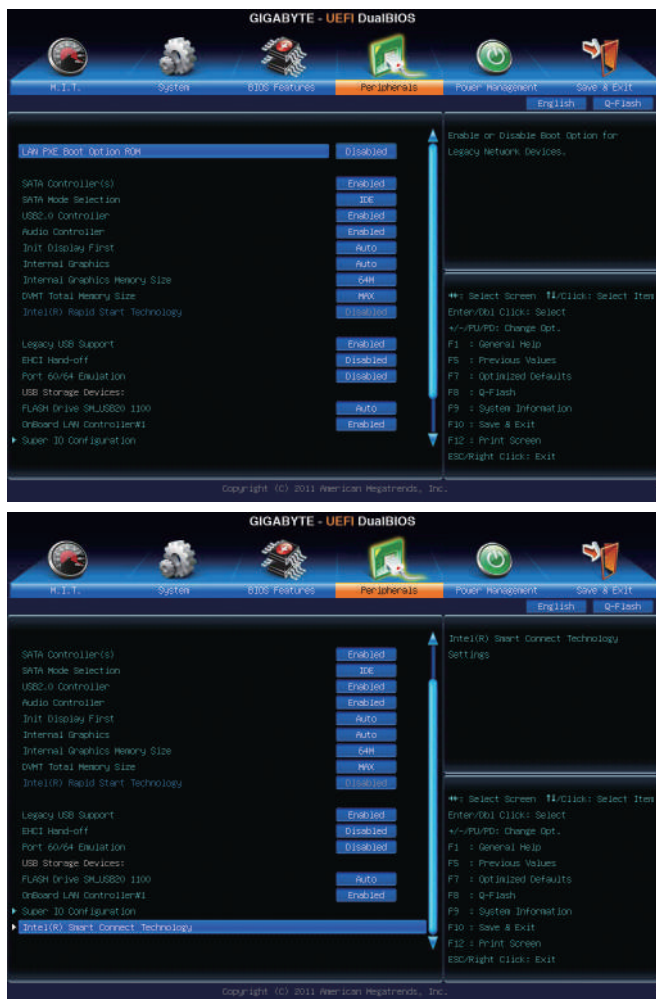 GIGABYTE - UEFI DualBIOS
M.I.T. System BIOS Features Peripherals Power Management Save & Exit
English Q-Flash
LAN PXE Boot Option ROM Disabled
SATA Controller(s) Enabled
SATA Mode Selection IDE
USB2.0 Controller Enabled
Audio Controller Enabled
Init Display First Auto
Internal Graphics Auto
Internal Graphics Memory Size 64M
DVMT Total Memory Size MAX
Intel(R) Rapid Start Technology Disabled
Legacy USB Support Enabled
EHCI Hand-off Disabled
Port 60/64 Emulation Disabled
USB Storage Devices:
FLASH Drive SM_USB20 1100 Auto
OnBoard LAN Controller#1 Enabled
Super IO Configuration
Enable or Disable Boot Option for
Legacy Network Devices.
↔: Select Screen ↑↓/Click: Select Item
Enter/Dbl Click: Select
+/-/PU/PD: Change Opt.
F1 : General Help
F5 : Previous Values
F7 : Optimized Defaults
F8 : Q-Flash
F9 : System Information
F10 : Save & Exit
F12 : Print Screen
ESC/Right Click: Exit
Copyright (C) 2011 American Megatrends, Inc.
GIGABYTE - UEFI DualBIOS
M.I.T. System BIOS Features Peripherals Power Management Save & Exit
English Q-Flash
SATA Controller(s) Enabled
SATA Mode Selection IDE
USB2.0 Controller Enabled
Audio Controller Enabled
Init Display First Auto
Internal Graphics Auto
Internal Graphics Memory Size 64M
DVMT Total Memory Size MAX
Intel(R) Rapid Start Technology Disabled
Legacy USB Support Enabled
EHCI Hand-off Disabled
Port 60/64 Emulation Disabled
USB Storage Devices:
FLASH Drive SM_USB20 1100 Auto
OnBoard LAN Controller#1 Enabled
Super IO Configuration
Intel(R) Smart Connect Technology
Intel(R) Smart Connect Technology
Settings
↔: Select Screen ↑↓/Click: Select Item
Enter/Dbl Click: Select
+/-/PU/PD: Change Opt.
F1 : General Help
F5 : Previous Values
F7 : Optimized Defaults
F8 : Q-Flash
F9 : System Information
F10 : Save & Exit
F12 : Print Screen
ESC/Right Click: Exit
Copyright (C) 2011 American Megatrends, Inc.